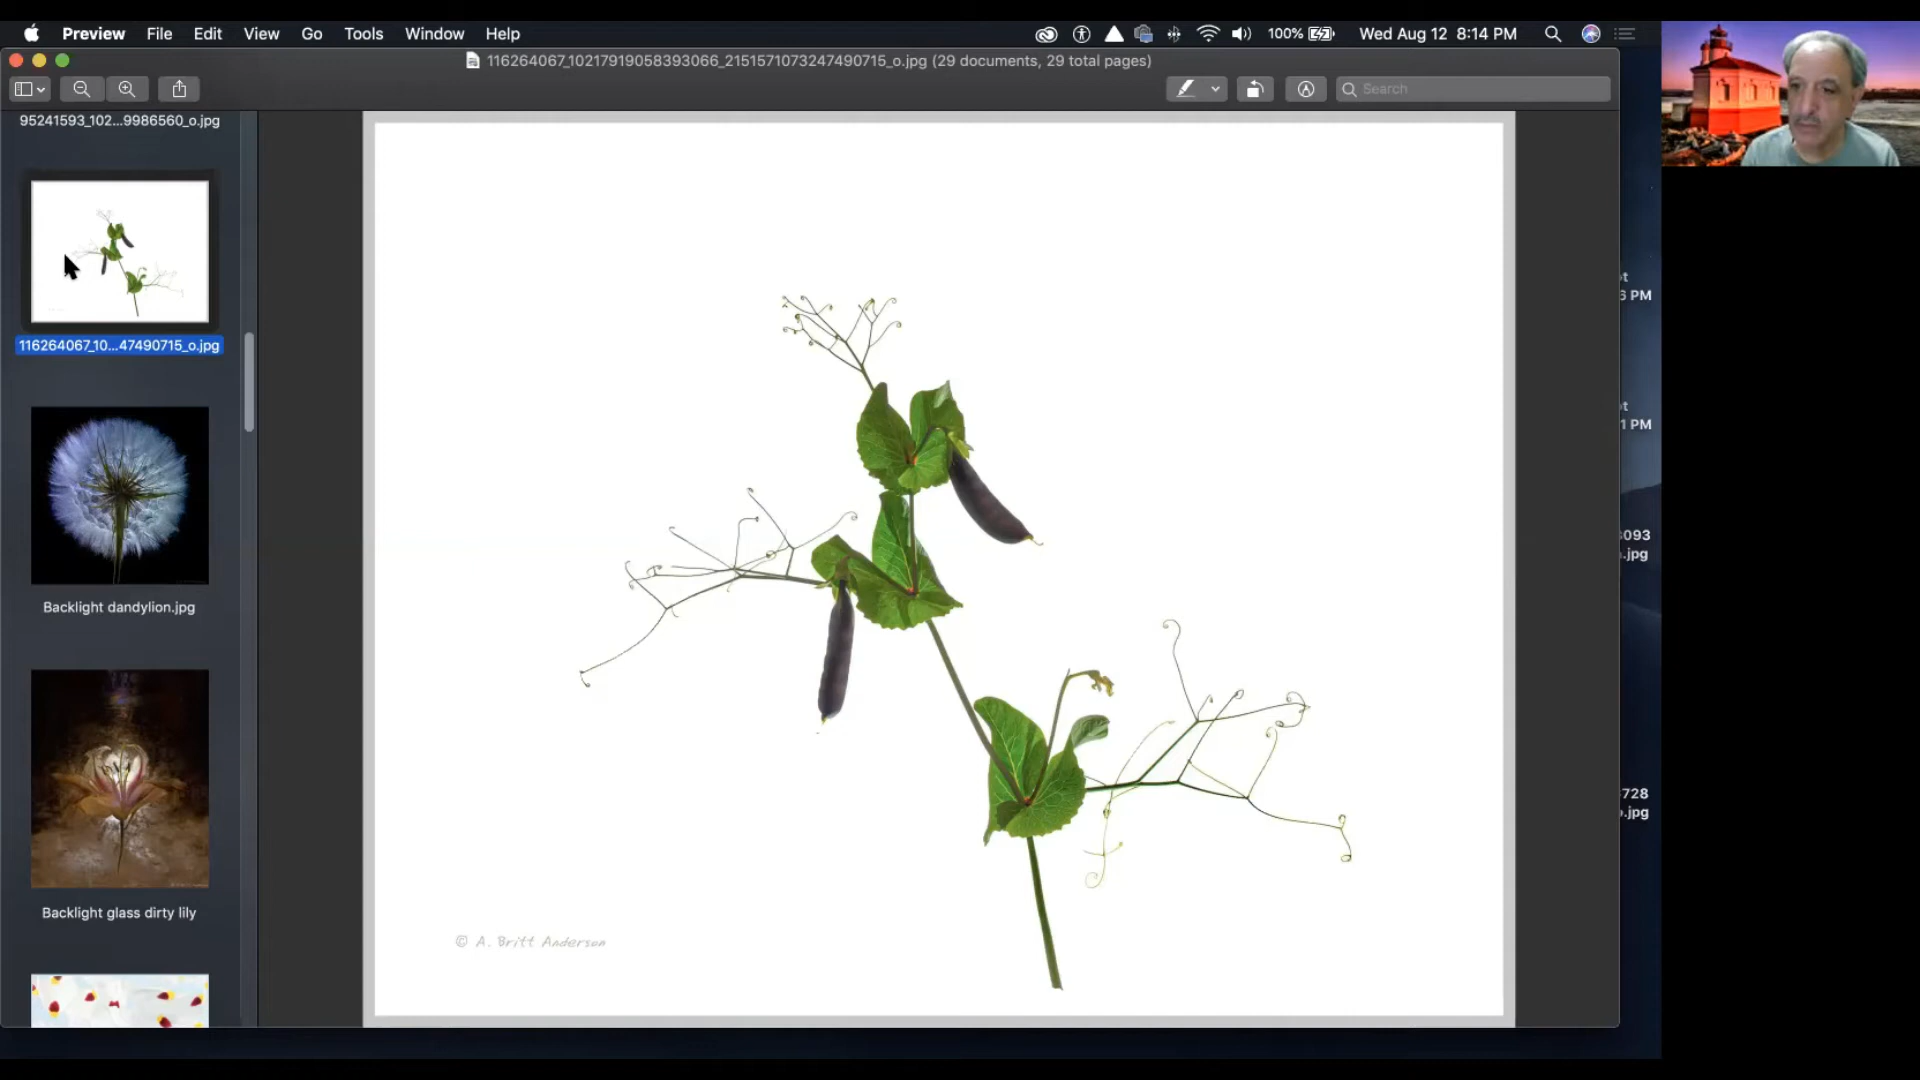 Preview File Edit View Go Tools Window Help 100% Wed Aug 12 8:14 PM
116264067_10217919058393066_2151571073247490715_o.jpg (29 documents, 29 total pages)
Search
95241593_102...9986560_o.jpg
116264067_10...47490715_o.jpg
Backlight dandylion.jpg
Backlight glass dirty lily
© A. Britt Anderson
6 PM
1 PM
093
.jpg
728
.jpg